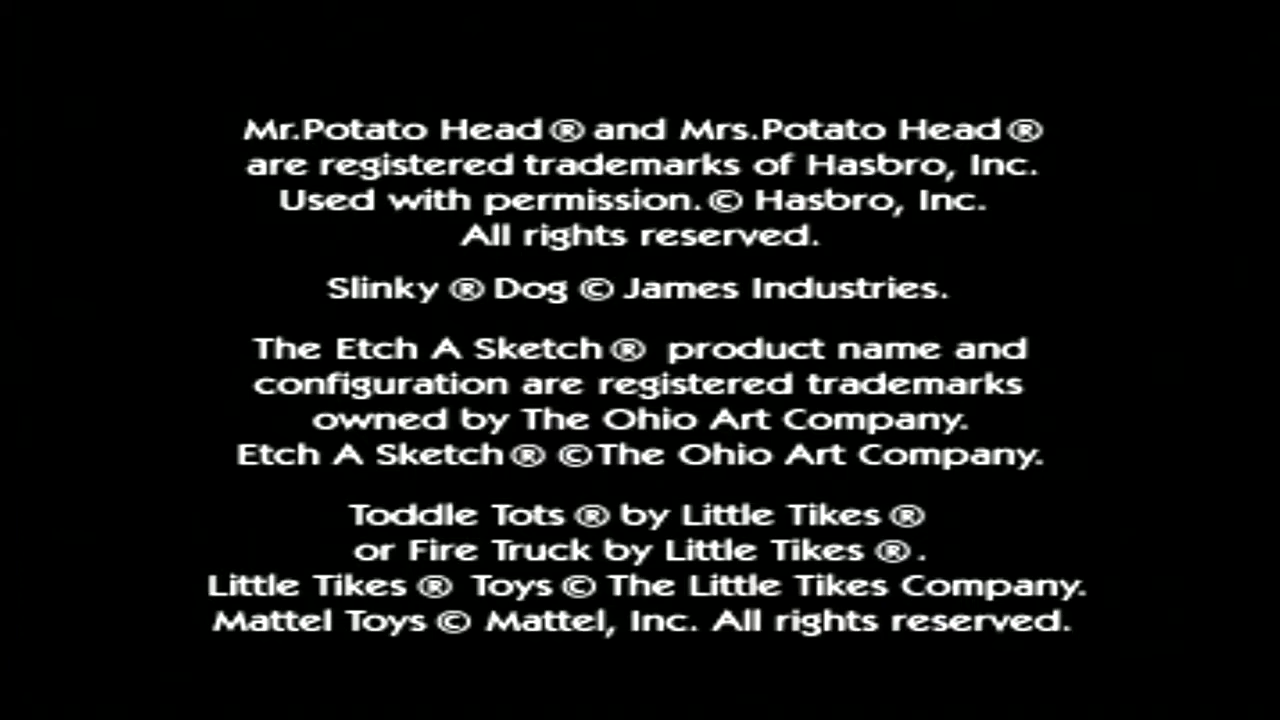 Mr.Potato Head ® and Mrs.Potato Head ®
are registered trademarks of Hasbro, Inc.
Used with permission. © Hasbro, Inc.
All rights reserved.
Slinky ® Dog © James Industries.
The Etch A Sketch ® product name and
configuration are registered trademarks
owned by The Ohio Art Company.
Etch A Sketch ® ©The Ohio Art Company.
Toddle Tots ® by Little Tikes ®
or Fire Truck by Little Tikes ® .
Little Tikes ® Toys © The Little Tikes Company.
Mattel Toys © Mattel, Inc. All rights reserved.